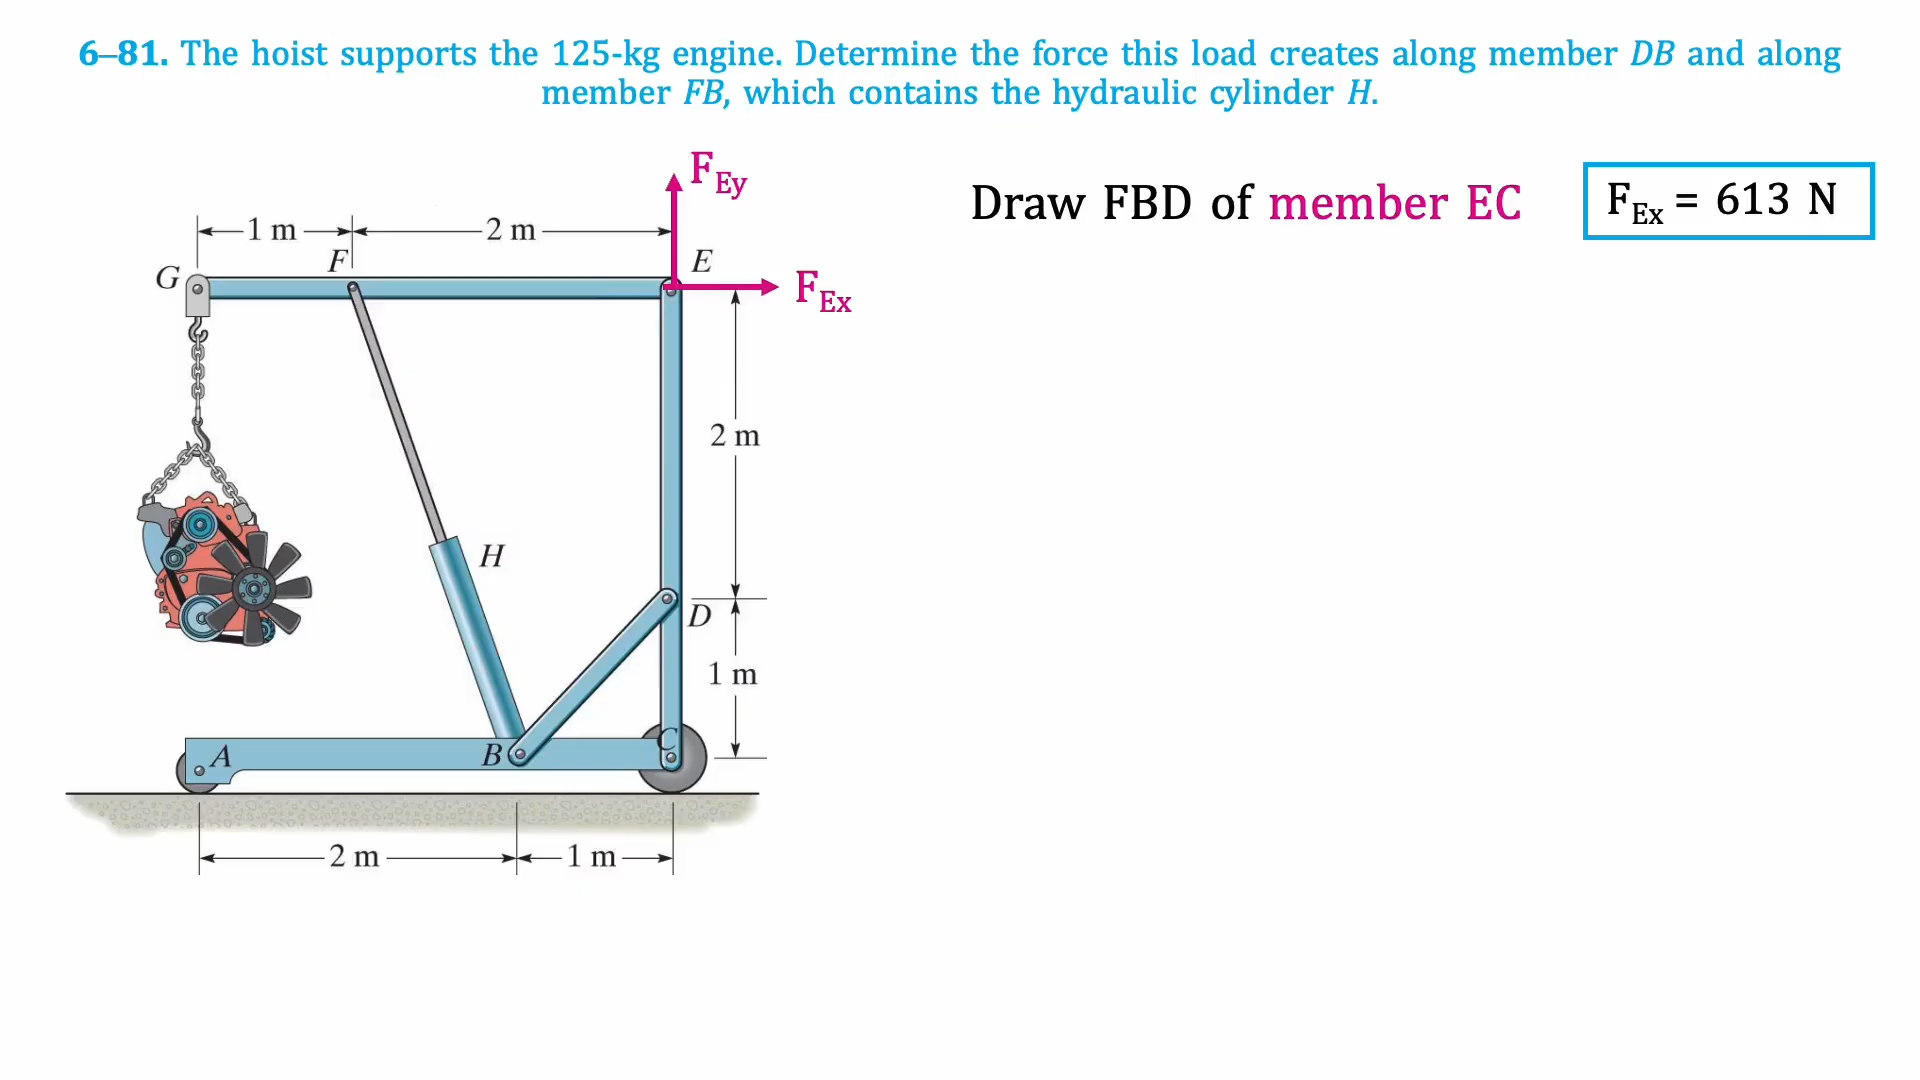 6–81. The hoist supports the 125-kg engine. Determine the force this load creates along member DB and along
member FB, which contains the hydraulic cylinder H.
Draw FBD of member EC
F_Ex = 613 N
F_Ey
1 m
2 m
G
F
E
F_Ex
2 m
H
D
1 m
A
B
C
2 m
1 m